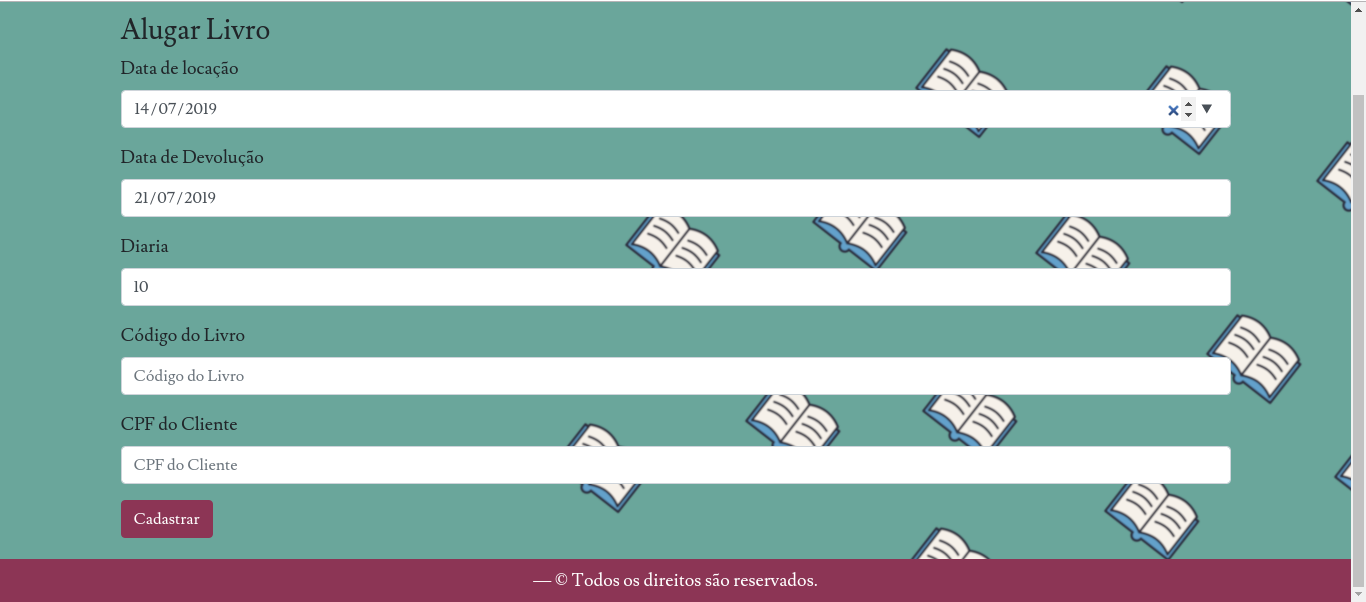 Alugar Livro
Data de locação
14/07/2019
Data de Devolução
21/07/2019
Diaria
10
Código do Livro
Código do Livro
CPF do Cliente
CPF do Cliente
Cadastrar
— © Todos os direitos são reservados.